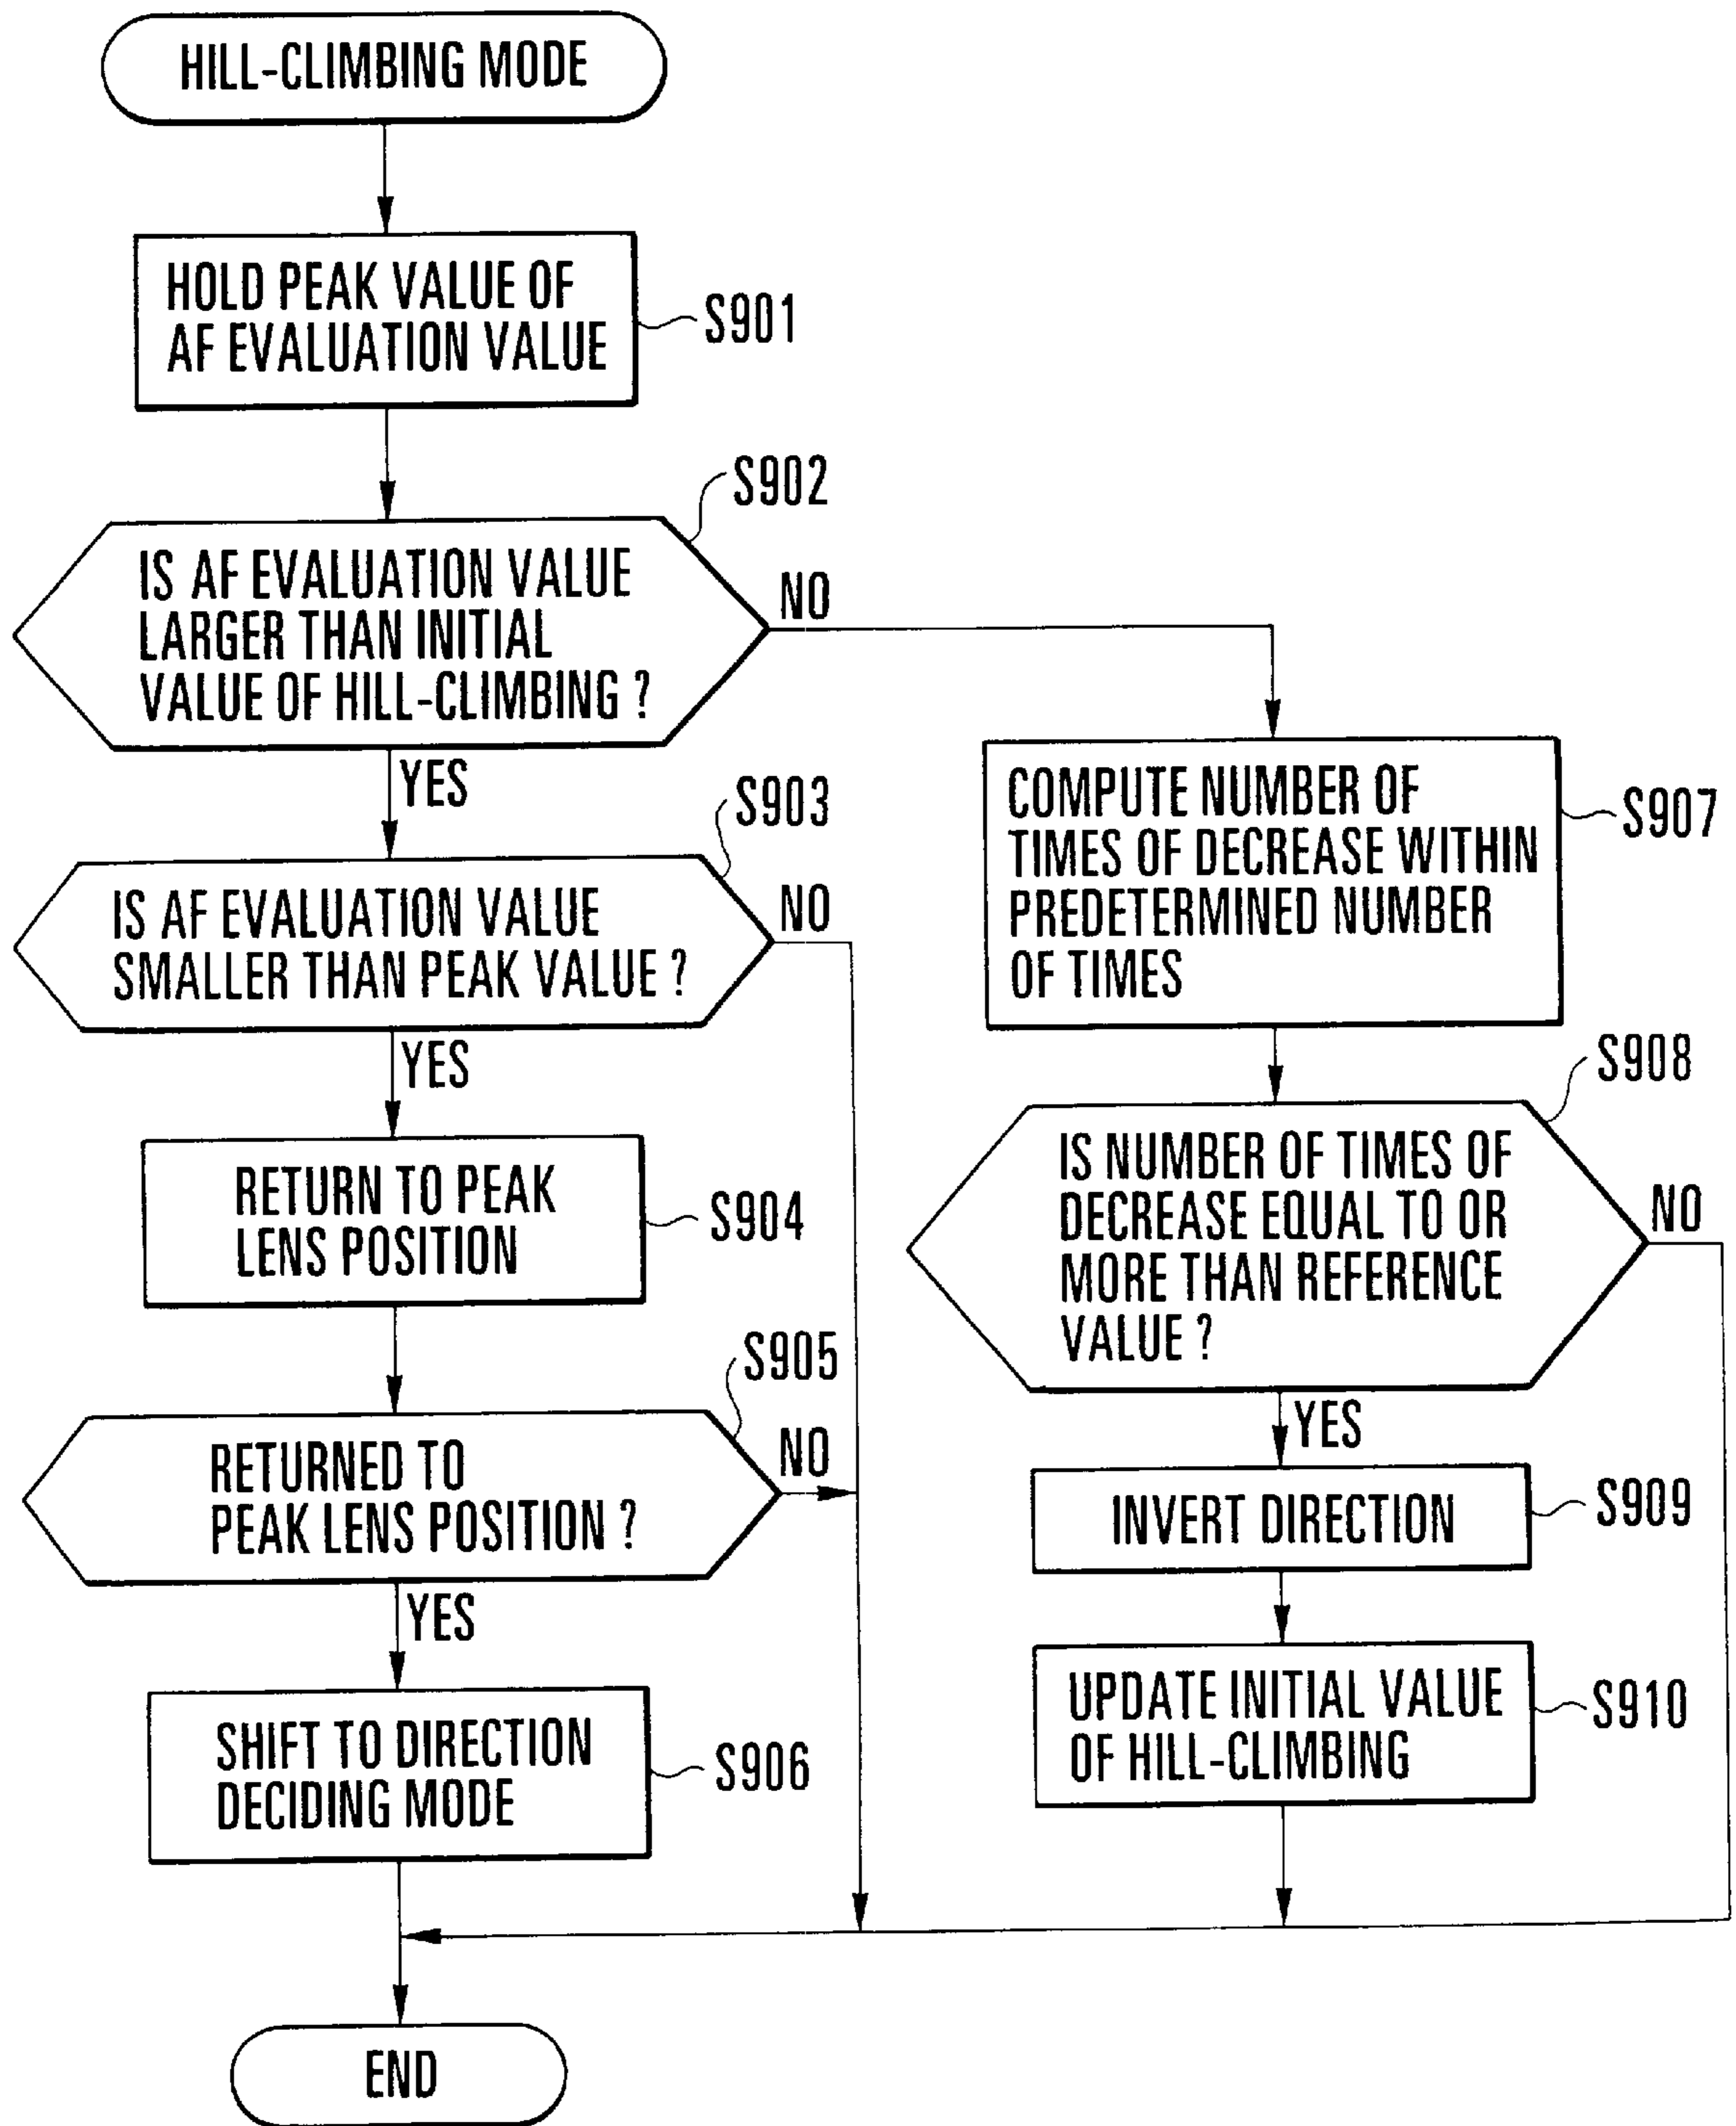 HILL-CLIMBING MODE
HOLD PEAK VALUE OF
AF EVALUATION VALUE
S901
S902
IS AF EVALUATION VALUE
LARGER THAN INITIAL
VALUE OF HILL-CLIMBING ?
NO
YES
S903
IS AF EVALUATION VALUE
SMALLER THAN PEAK VALUE ?
NO
YES
RETURN TO PEAK
LENS POSITION
S904
S905
RETURNED TO
PEAK LENS POSITION ?
NO
YES
SHIFT TO DIRECTION
DECIDING MODE
S906
COMPUTE NUMBER OF
TIMES OF DECREASE WITHIN
PREDETERMINED NUMBER
OF TIMES
S907
S908
IS NUMBER OF TIMES OF
DECREASE EQUAL TO OR
MORE THAN REFERENCE
VALUE ?
NO
YES
INVERT DIRECTION
S909
UPDATE INITIAL VALUE
OF HILL-CLIMBING
S910
END